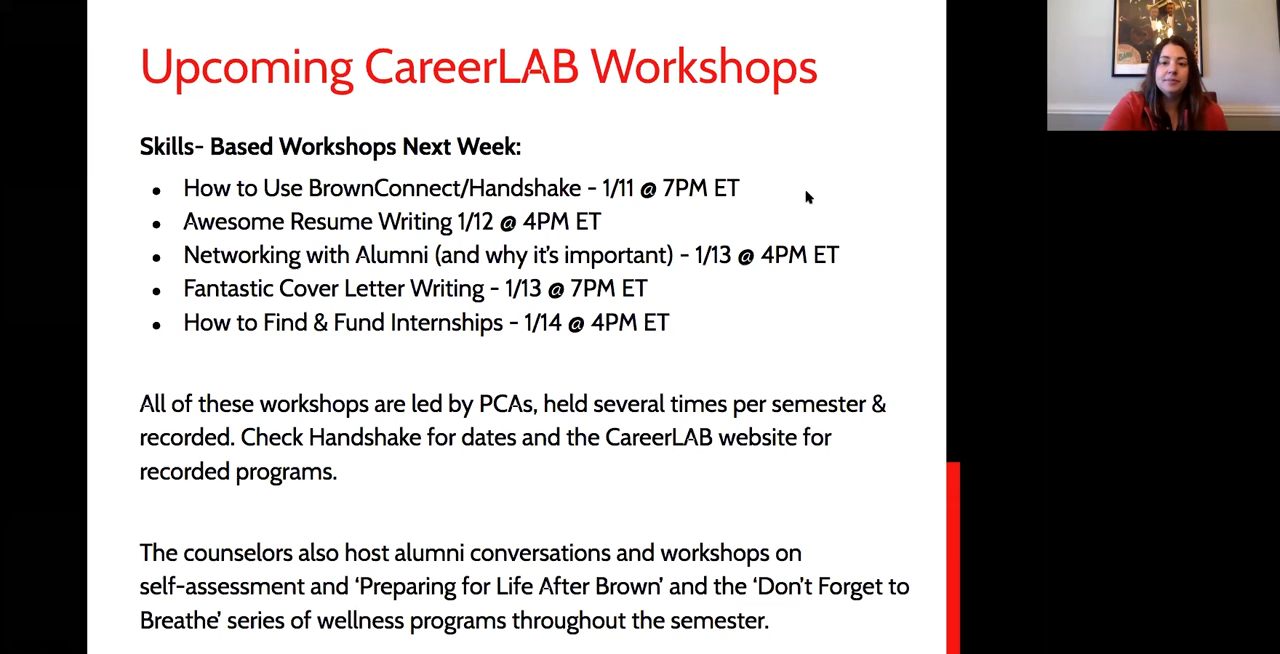 Upcoming CareerLAB Workshops
Skills- Based Workshops Next Week:
• How to Use BrownConnect/Handshake - 1/11 @ 7PM ET
• Awesome Resume Writing 1/12 @ 4PM ET
• Networking with Alumni (and why it's important) - 1/13 @ 4PM ET
• Fantastic Cover Letter Writing - 1/13 @ 7PM ET
• How to Find & Fund Internships - 1/14 @ 4PM ET
All of these workshops are led by PCAs, held several times per semester &
recorded. Check Handshake for dates and the CareerLAB website for
recorded programs.
The counselors also host alumni conversations and workshops on
self-assessment and ‘Preparing for Life After Brown’ and the ‘Don’t Forget to
Breathe’ series of wellness programs throughout the semester.